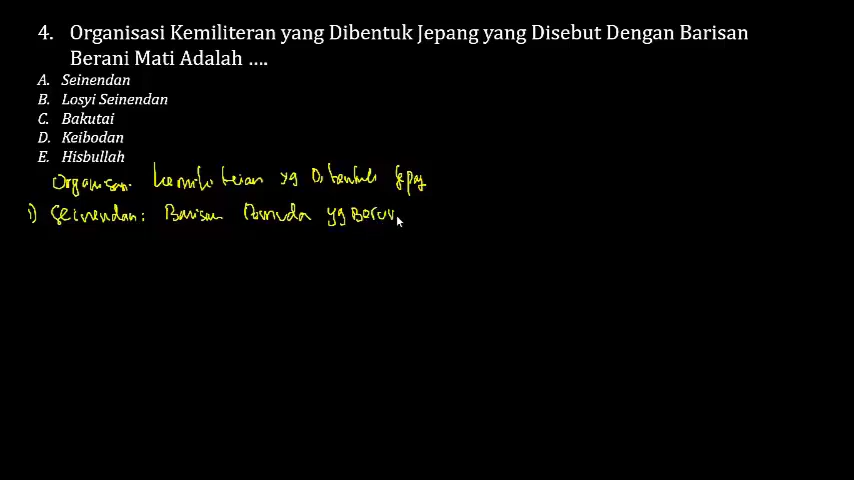 4. Organisasi Kemiliteran yang Dibentuk Jepang yang Disebut Dengan Barisan
Berani Mati Adalah ....
A. Seinendan
B. Losyi Seinendan
C. Bakutai
D. Keibodan
E. Hisbullah
Organisasi yg Dibentuk Jepang
1) Seinendan: Barisan Pemuda yg Berur